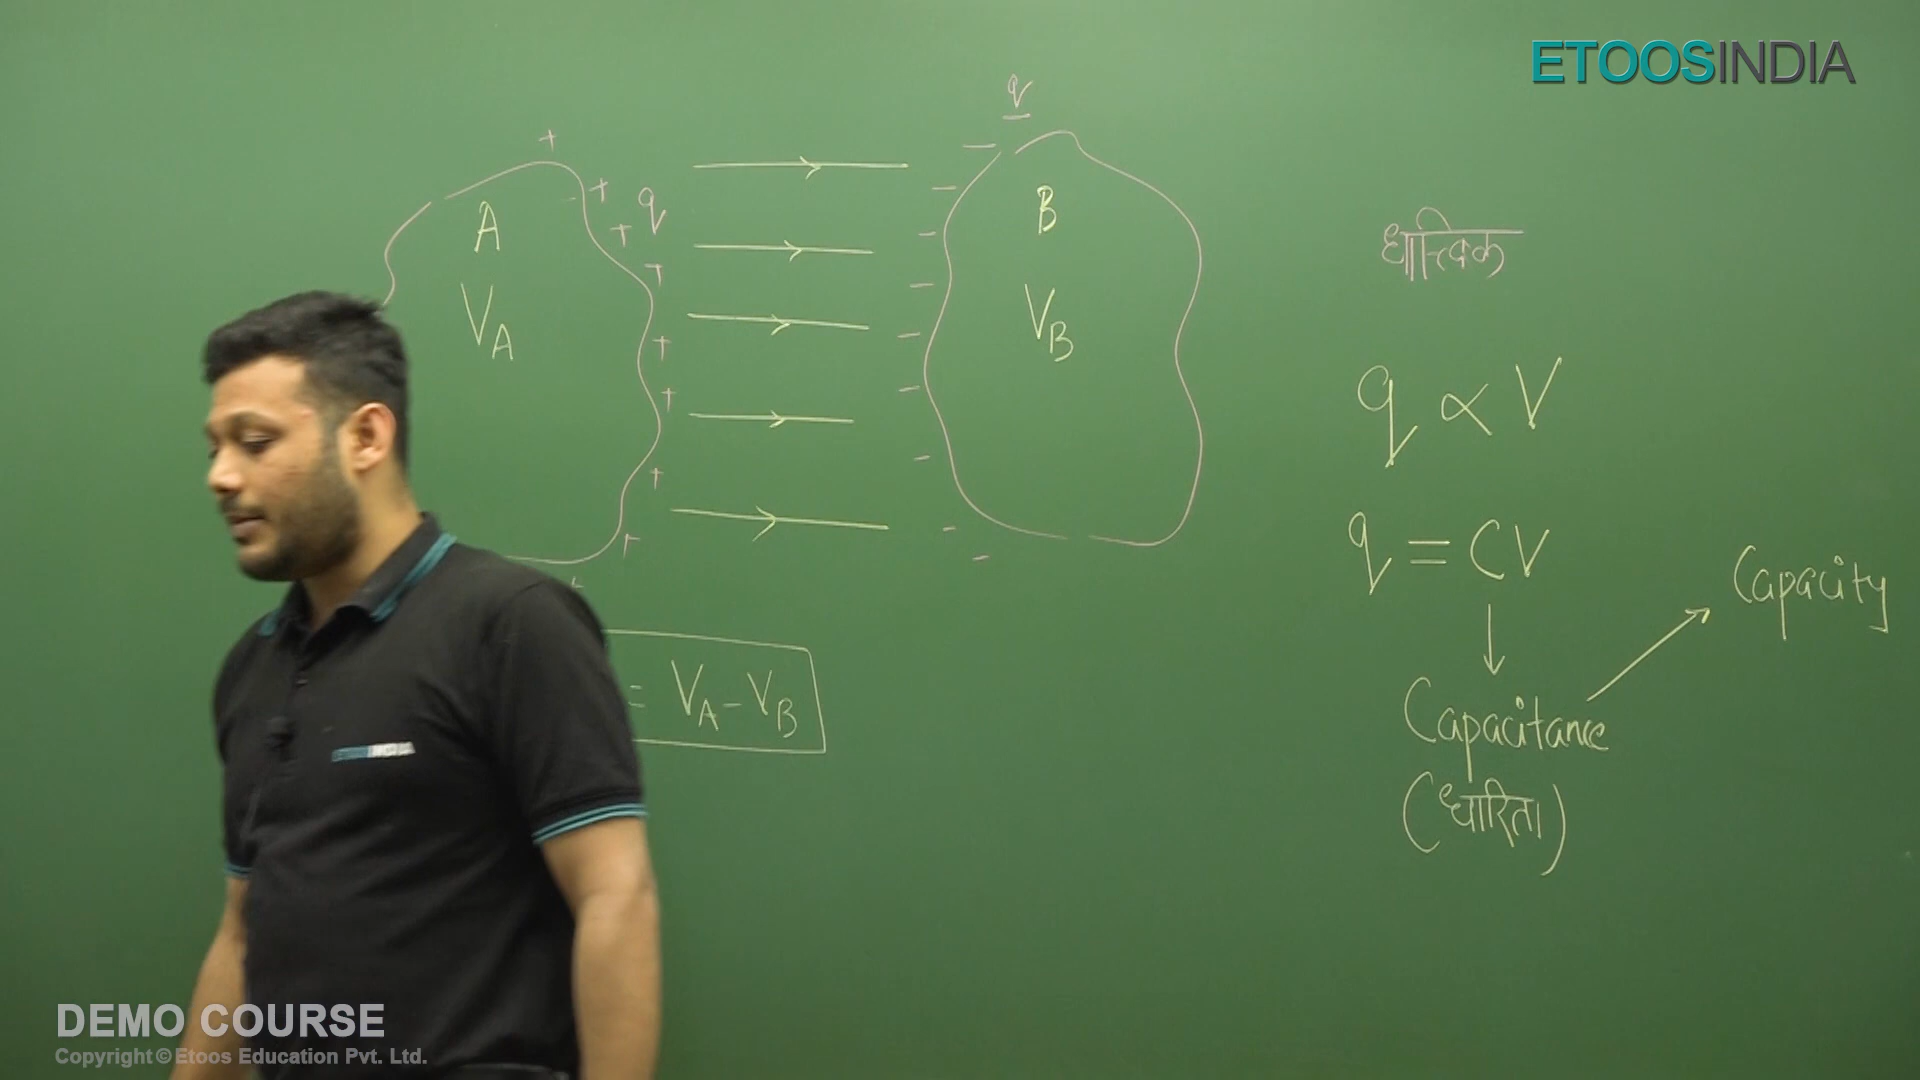 ETOOSINDIA
q
+
A
+ q
+
B
V_A
V_B
धात्विक
q ∝ V
q = CV
Capacity
= V_A - V_B
Capacitance
(धारिता)
DEMO COURSE
Copyright © Etoos Education Pvt. Ltd.